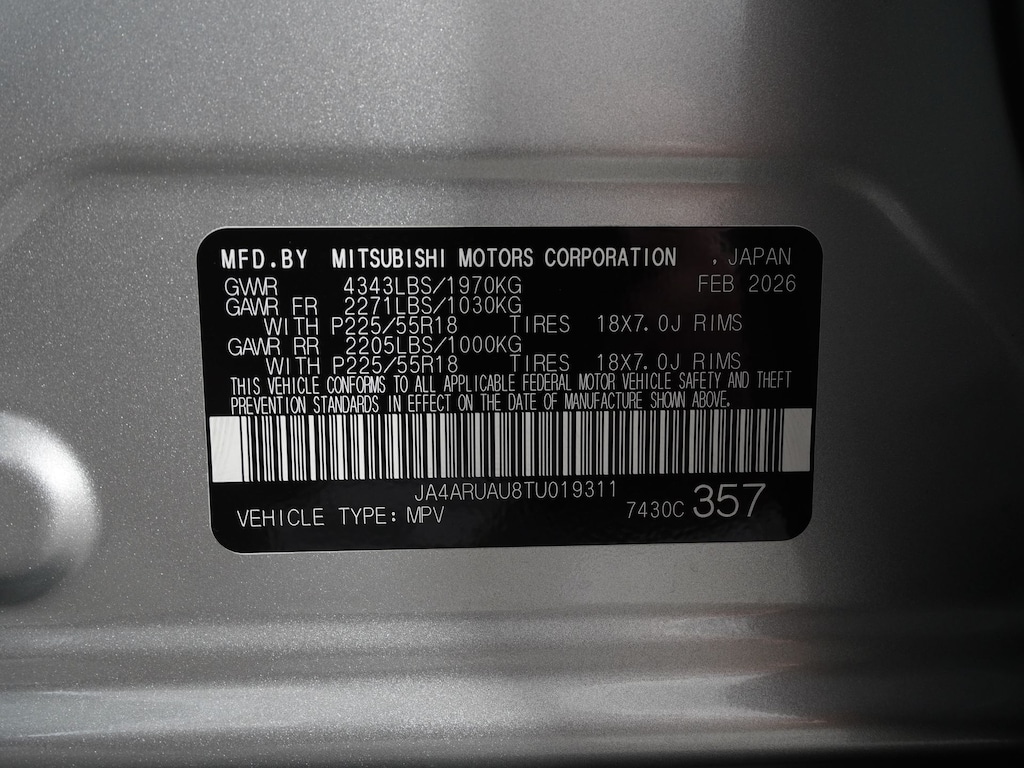 MFD.BY MITSUBISHI MOTORS CORPORATION , JAPAN
GVWR 4343LBS/1970KG FEB 2026
GAWR FR 2271LBS/1030KG
WITH P225/55R18 TIRES 18X7.0J RIMS
GAWR RR 2205LBS/1000KG
WITH P225/55R18 TIRES 18X7.0J RIMS
THIS VEHICLE CONFORMS TO ALL APPLICABLE FEDERAL MOTOR VEHICLE SAFETY AND THEFT
PREVENTION STANDARDS IN EFFECT ON THE DATE OF MANUFACTURE SHOWN ABOVE.
JA4ARUAU8TU019311
VEHICLE TYPE: MPV 7430C 357